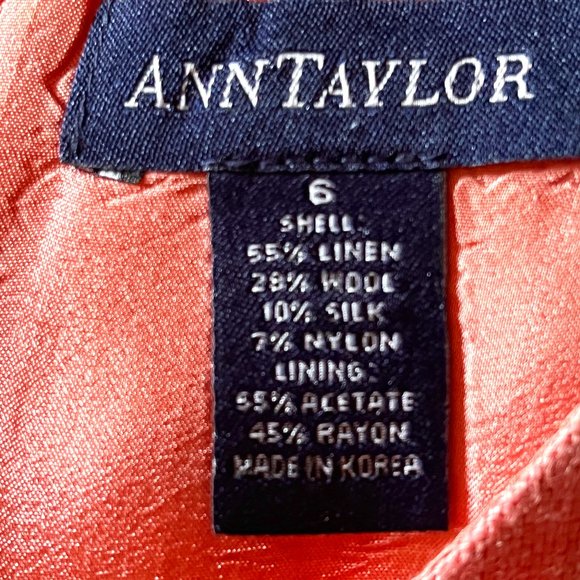 ANNTAYLOR
6
SHELL:
55% LINEN
28% WOOL
10% SILK
7% NYLON
LINING:
55% ACETATE
45% RAYON
MADE IN KOREA